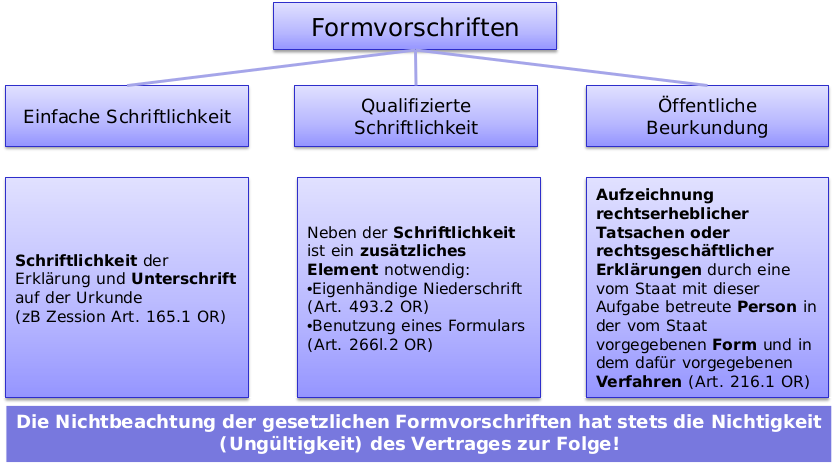 Formvorschriften
Einfache Schriftlichkeit
Qualifizierte
Schriftlichkeit
Öffentliche
Beurkundung
Schriftlichkeit der
Erklärung und Unterschrift
auf der Urkunde
(zB Zession Art. 165.1 OR)
Neben der Schriftlichkeit
ist ein zusätzliches
Element notwendig:
•Eigenhändige Niederschrift
(Art. 493.2 OR)
•Benutzung eines Formulars
(Art. 266l.2 OR)
Aufzeichnung
rechtserheblicher
Tatsachen oder
rechtsgeschäftlicher
Erklärungen durch eine
vom Staat mit dieser
Aufgabe betreute Person in
der vom Staat
vorgegebenen Form und in
dem dafür vorgegebenen
Verfahren (Art. 216.1 OR)
Die Nichtbeachtung der gesetzlichen Formvorschriften hat stets die Nichtigkeit
(Ungültigkeit) des Vertrages zur Folge!